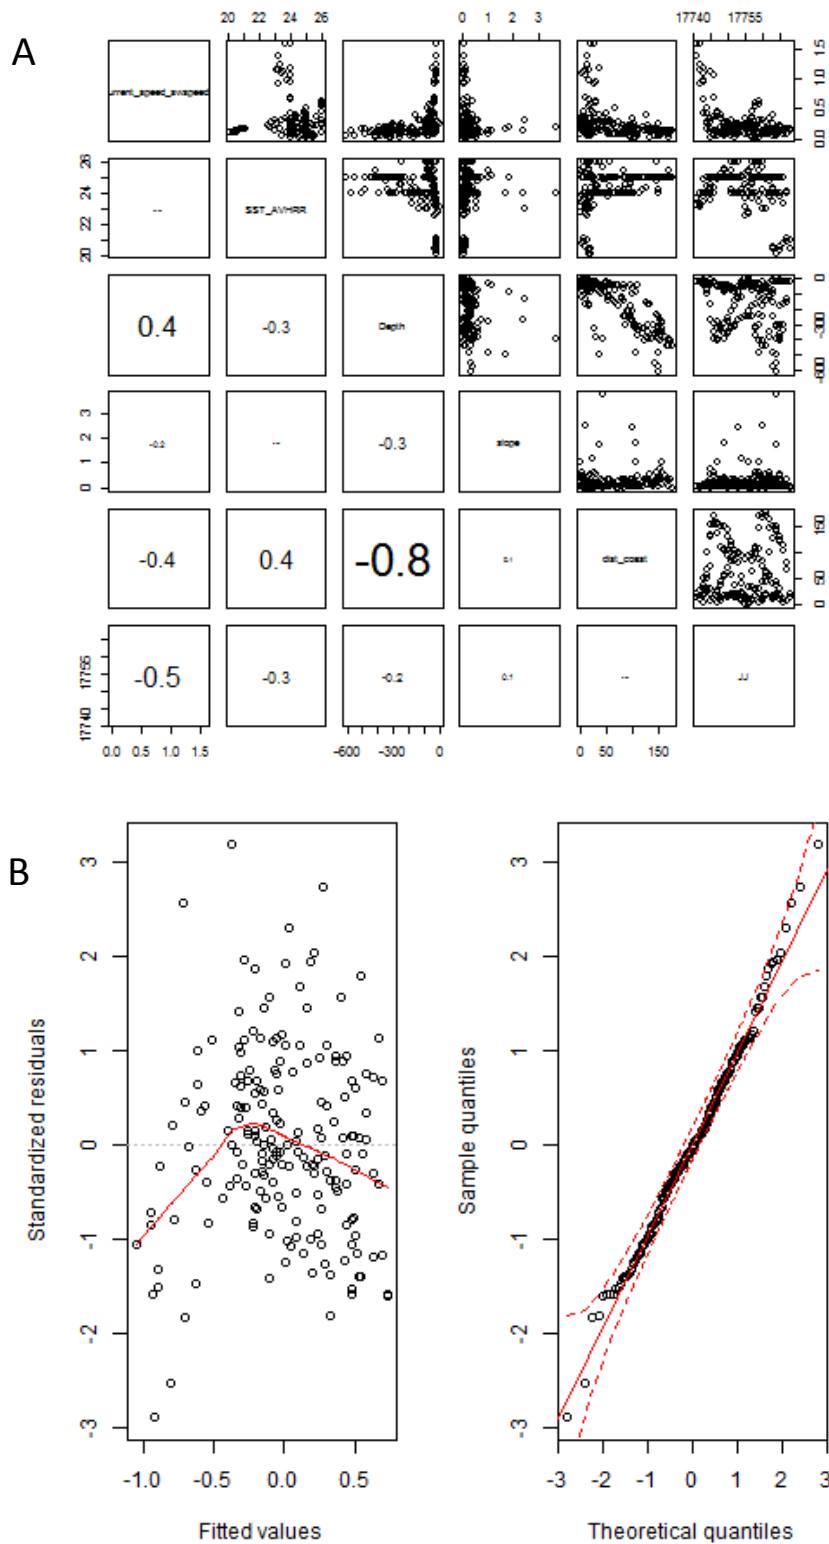 A
20 22 24 26
0 1 2 3
17740 17755
urrent_speed_swspeed
0.0 0.5 1.0 1.5
20 22 24 26
--
SST_AVHRR
0.4
-0.3
Depth
-600 -300 0
0 1 2 3
-0.2
--
-0.3
slope
-0.4
0.4
-0.8
0.1
dist_coast
0 50 150
17740 17755
-0.5
-0.3
-0.2
0.1
--
JJ
0.0 0.5 1.0 1.5
-600 -300 0
0 50 150
B
Standardized residuals
-3 -2 -1 0 1 2 3
-1.0 -0.5 0.0 0.5
Fitted values
Sample quantiles
-3 -2 -1 0 1 2 3
-3 -2 -1 0 1 2 3
Theoretical quantiles